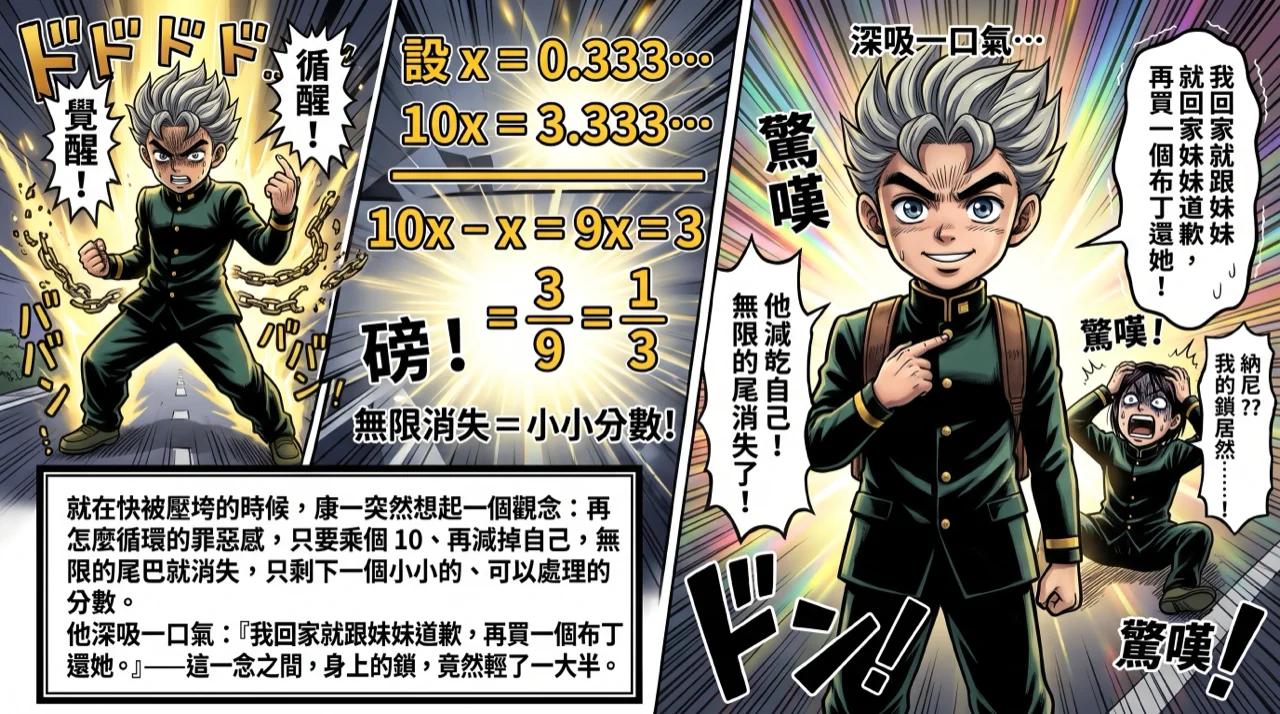 ドドドド…
覺醒！
循醒！
ババババン…
ババババン！
設 x = 0.333…
10x = 3.333…
10x − x = 9x = 3
= 3/9 = 1/3
磅！
無限消失＝小小分數！
就在快被壓垮的時候，康一突然想起一個觀念：再
怎麼循環的罪惡感，只要乘個 10、再減掉自己，無
限的尾巴就消失，只剩下一個小小的、可以處理的
分數。
他深吸一口氣：『我回家就跟妹妹道歉，再買一個布丁
還她。』──這一念之間，身上的鎖，竟然輕了一大半。
深吸一口氣…
驚嘆
我回家就跟妹妹
就回家妹妹道歉，
再買一個布丁還她！
他減乾自己！
無限的尾消失了！
驚嘆！
納尼??
我的鎖居然……！
ドン！
驚嘆！